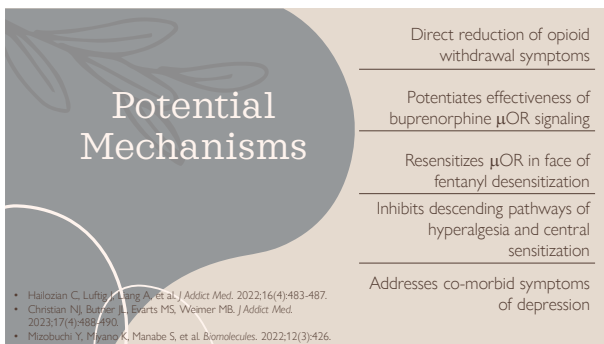 Potential
Mechanisms
Direct reduction of opioid
withdrawal symptoms
Potentiates effectiveness of
buprenorphine μOR signaling
Resensitizes μOR in face of
fentanyl desensitization
Inhibits descending pathways of
hyperalgesia and central
sensitization
Addresses co-morbid symptoms
of depression
• Hailozian C, Luftig J, Liang A, et al. J Addict Med. 2022;16(4):483-487.
• Christian NJ, Butner JL, Evarts MS, Weimer MB. J Addict Med.
2023;17(4):488-490.
• Mizobuchi Y, Miyano K, Manabe S, et al. Biomolecules. 2022;12(3):426.